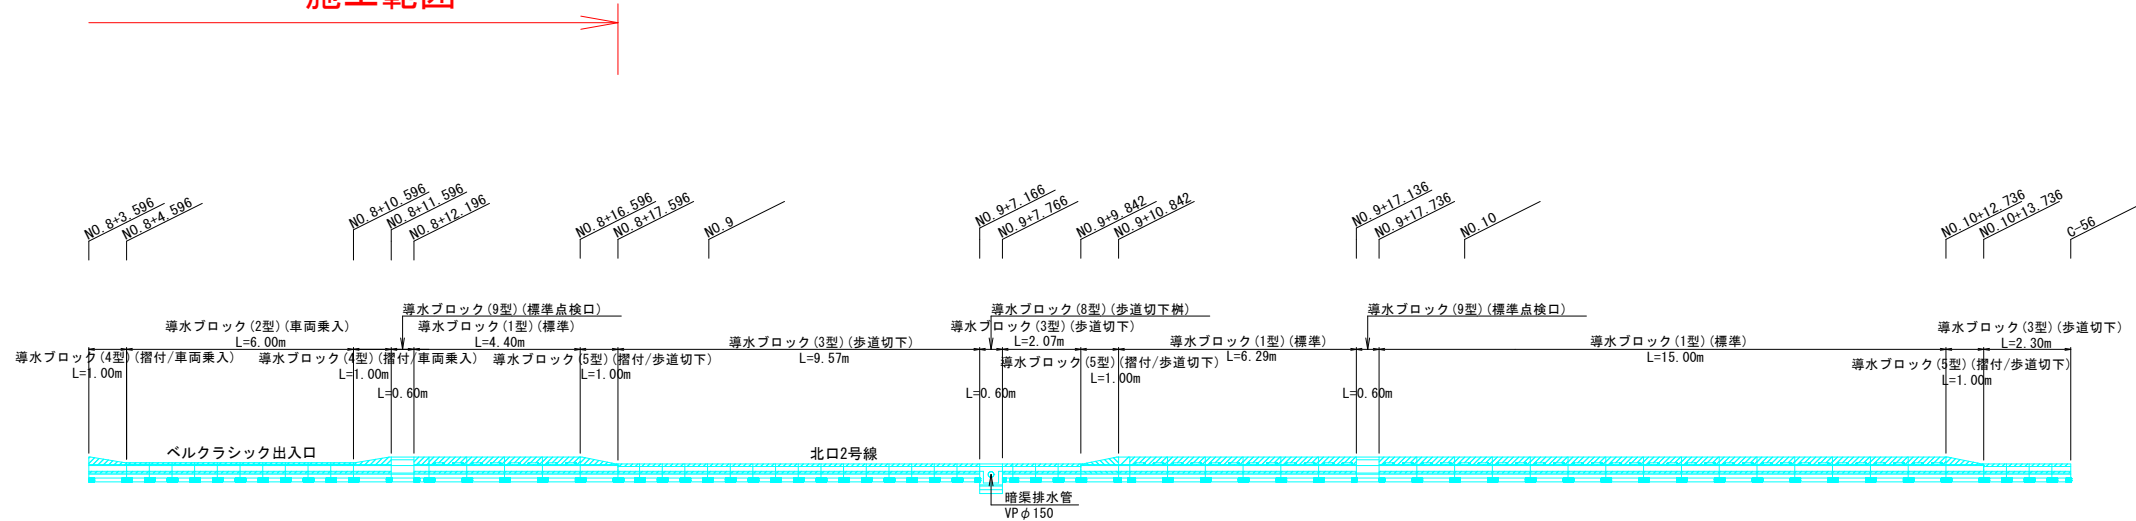 施工範囲
NO.8+3.596
NO.8+4.596
NO.8+10.596
NO.8+11.596
NO.8+12.196
NO.8+16.596
NO.8+17.596
NO.9
NO.9+7.166
NO.9+7.766
NO.9+9.842
NO.9+10.842
NO.9+17.136
NO.9+17.736
NO.10
NO.10+12.736
NO.10+13.736
C-56
導水ブロック(4型)(摺付/車両乗入)
L=1.00m
導水ブロック(2型)(車両乗入)
L=6.00m
導水ブロック(4型)(摺付/車両乗入)
L=1.00m
導水ブロック(9型)(標準点検口)
L=0.60m
導水ブロック(1型)(標準)
L=4.40m
導水ブロック(5型)(摺付/歩道切下)
L=1.00m
導水ブロック(3型)(歩道切下)
L=9.57m
導水ブロック(8型)(歩道切下桝)
L=0.60m
導水ブロック(3型)(歩道切下)
L=2.07m
導水ブロック(5型)(摺付/歩道切下)
L=1.00m
導水ブロック(1型)(標準)
L=6.29m
導水ブロック(9型)(標準点検口)
L=0.60m
導水ブロック(1型)(標準)
L=15.00m
導水ブロック(5型)(摺付/歩道切下)
L=1.00m
導水ブロック(3型)(歩道切下)
L=2.30m
ベルクラシック出入口
北口2号線
暗渠排水管
VPφ150